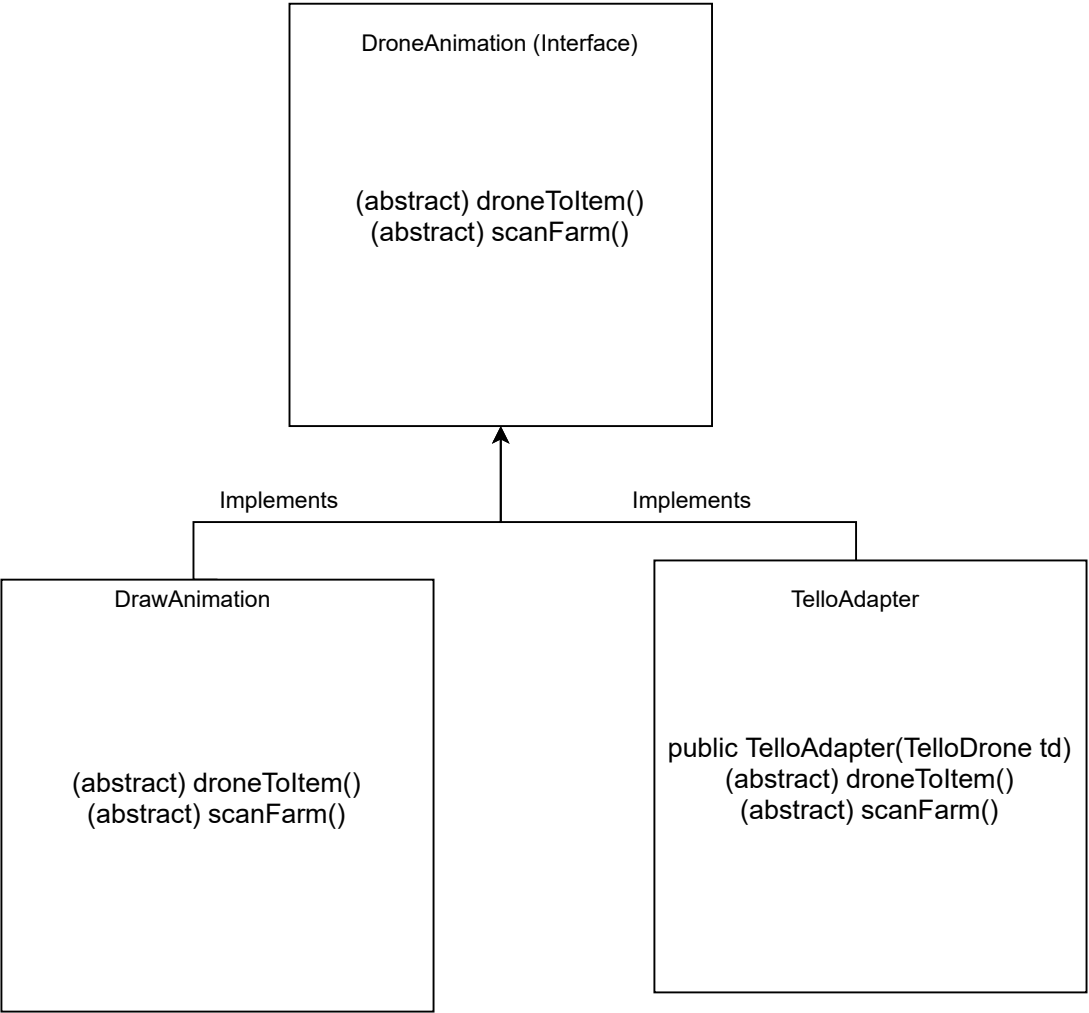 DroneAnimation (Interface)
(abstract) droneToItem()
(abstract) scanFarm()
Implements
Implements
DrawAnimation
(abstract) droneToItem()
(abstract) scanFarm()
TelloAdapter
public TelloAdapter(TelloDrone td)
(abstract) droneToItem()
(abstract) scanFarm()